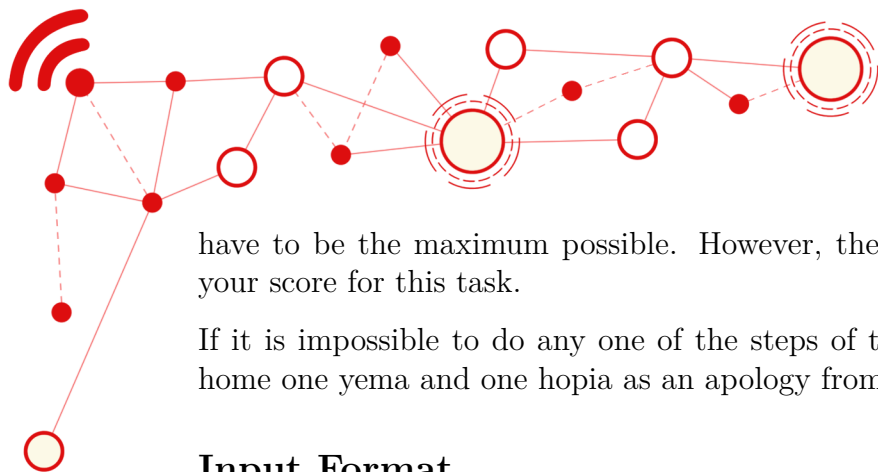 have to be the maximum possible. However, the
your score for this task.
If it is impossible to do any one of the steps of t
home one yema and one hopia as an apology from
Input Format